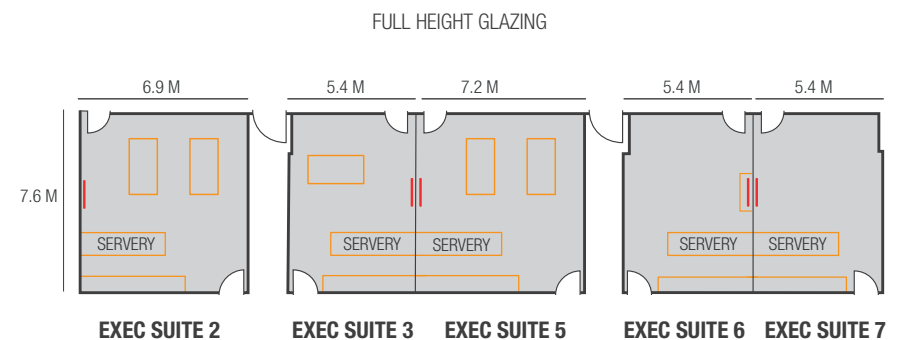 FULL HEIGHT GLAZING
6.9 M
5.4 M
7.2 M
5.4 M
5.4 M
7.6 M
SERVERY
SERVERY
SERVERY
SERVERY
SERVERY
EXEC SUITE 2
EXEC SUITE 3
EXEC SUITE 5
EXEC SUITE 6
EXEC SUITE 7